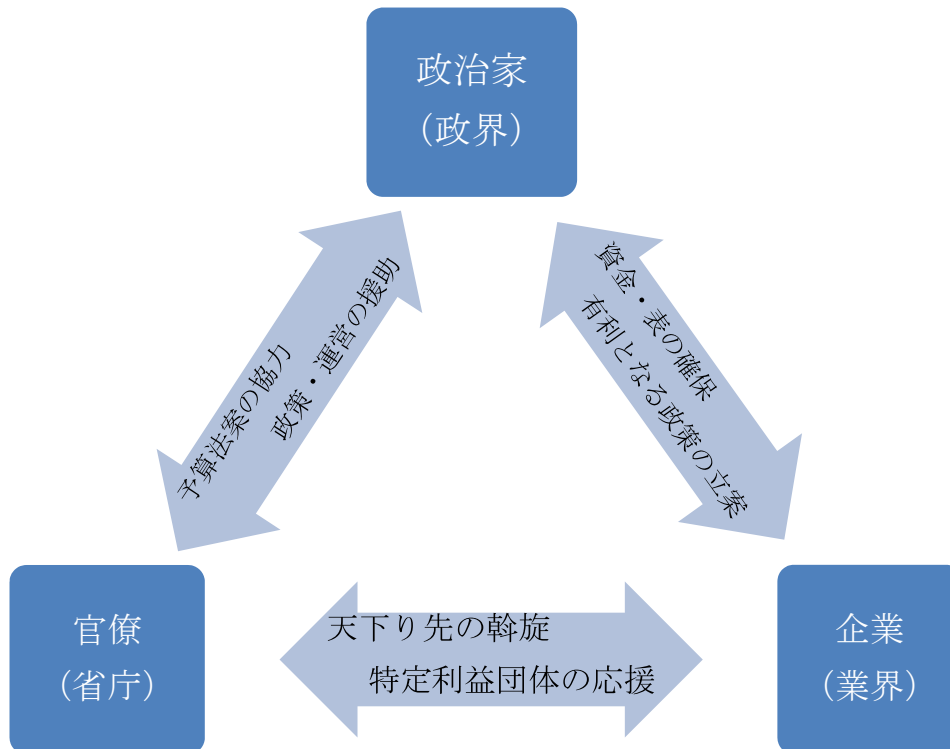 政治家
（政界）
予算法案の協力
政策・運営の援助
資金・表の確保
有利となる政策の立案
官僚
（省庁）
天下り先の斡旋
特定利益団体の応援
企業
（業界）